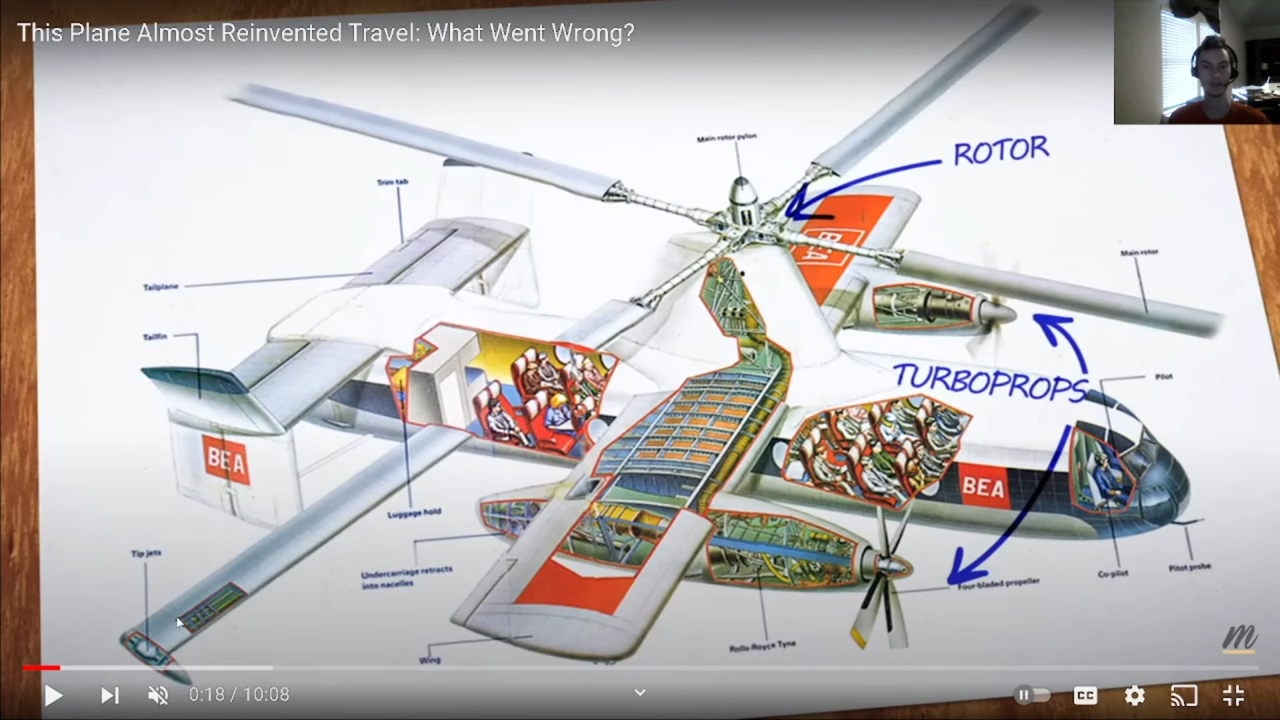 This Plane Almost Reinvented Travel: What Went Wrong?
Main rotor pylon
ROTOR
Trim tab
BEA
Main rotor
Tailplane
Tailfin
TURBOPROPS
Pilot
BEA
BEA
Luggage hold
Tip jets
Undercarriage retracts
into nacelles
Four-bladed propeller
Co-pilot
Pitot probe
Rolls-Royce Tyne
Wing
m
0:18 / 10:08
CC